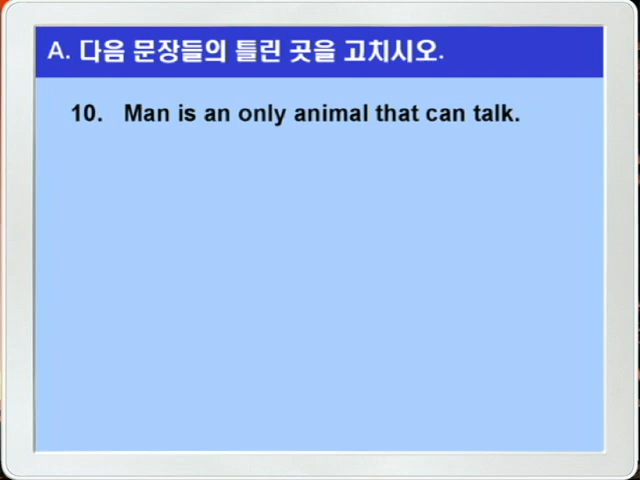 A. 다음 문장들의 틀린 곳을 고치시오.
10. Man is an only animal that can talk.